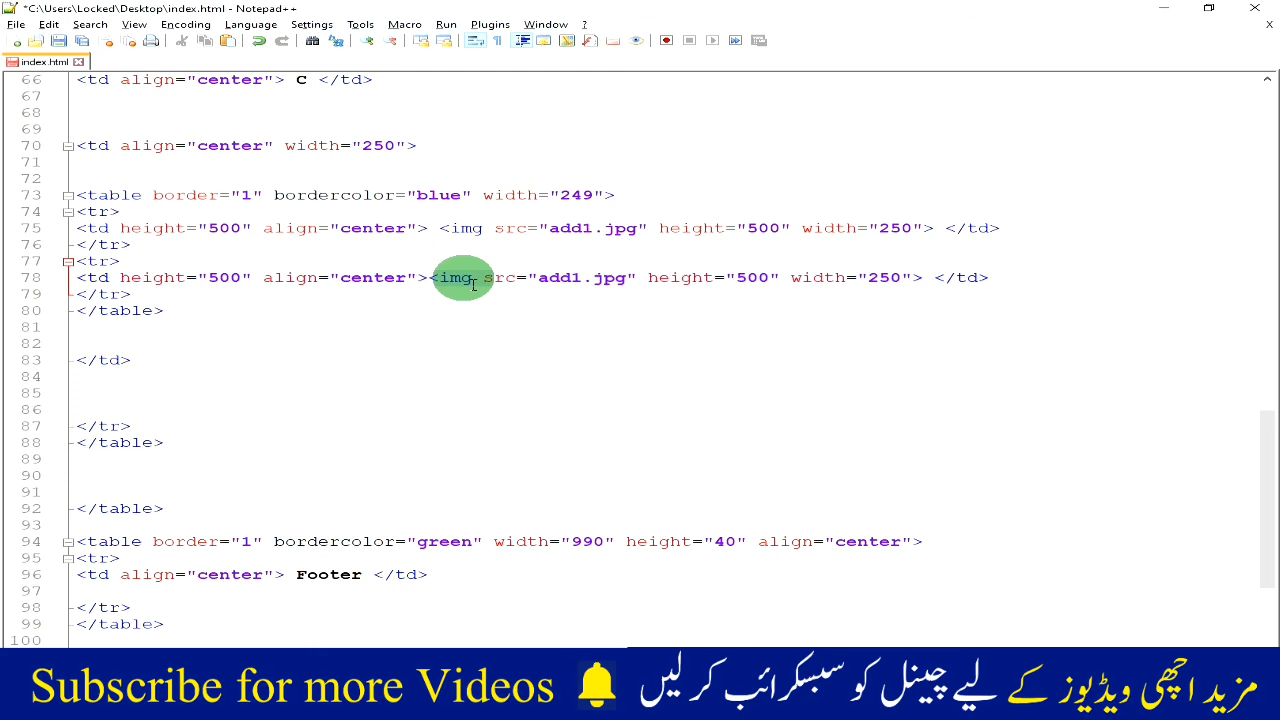 *C:\Users\Locked\Desktop\index.html - Notepad++
File Edit Search View Encoding Language Settings Tools Macro Run Plugins Window ? X
index.html
66 <td align="center"> C </td>
67
68
69
70 <td align="center" width="250">
71
72
73 <table border="1" bordercolor="blue" width="249">
74 <tr>
75 <td height="500" align="center"> <img src="add1.jpg" height="500" width="250"> </td>
76 </tr>
77 <tr>
78 <td height="500" align="center"><img src="add1.jpg" height="500" width="250"> </td>
79 </tr>
80 </table>
81
82
83 </td>
84
85
86
87 </tr>
88 </table>
89
90
91
92 </table>
93
94 <table border="1" bordercolor="green" width="990" height="40" align="center">
95 <tr>
96 <td align="center"> Footer </td>
97
98 </tr>
99 </table>
100
Subscribe for more Videos
مزید اچھی ویڈیوز کے لیے چینل کو سبسکرائب کر لیں